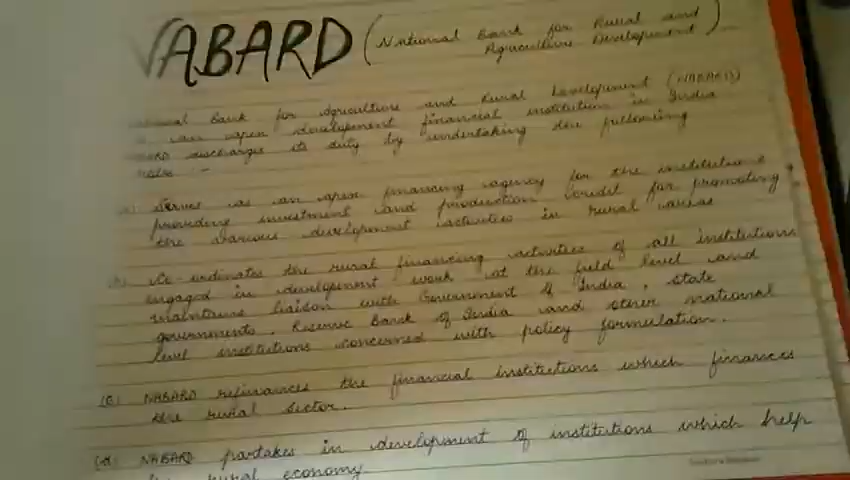 NABARD (National Bank for Rural and
Agriculture Development)
Bank for Agriculture and Rural Development (NABARD)
is an apex development financial institution in India
discharges its duty by undertaking the following
roles :-
(a) Serves as an apex financing agency for the institutions
providing investment and production credit for promoting
the various development activities in rural areas
(b) Co-ordinates the rural financing activities of all institutions
engaged in development work at the field level and
maintains liaison with Government of India, State
governments, Reserve Bank of India and other national
level institutions concerned with policy formulation.
(c) NABARD refinances the financial institutions which finances
the rural sector.
(d) NABARD partakes in development of institutions which help
rural economy.